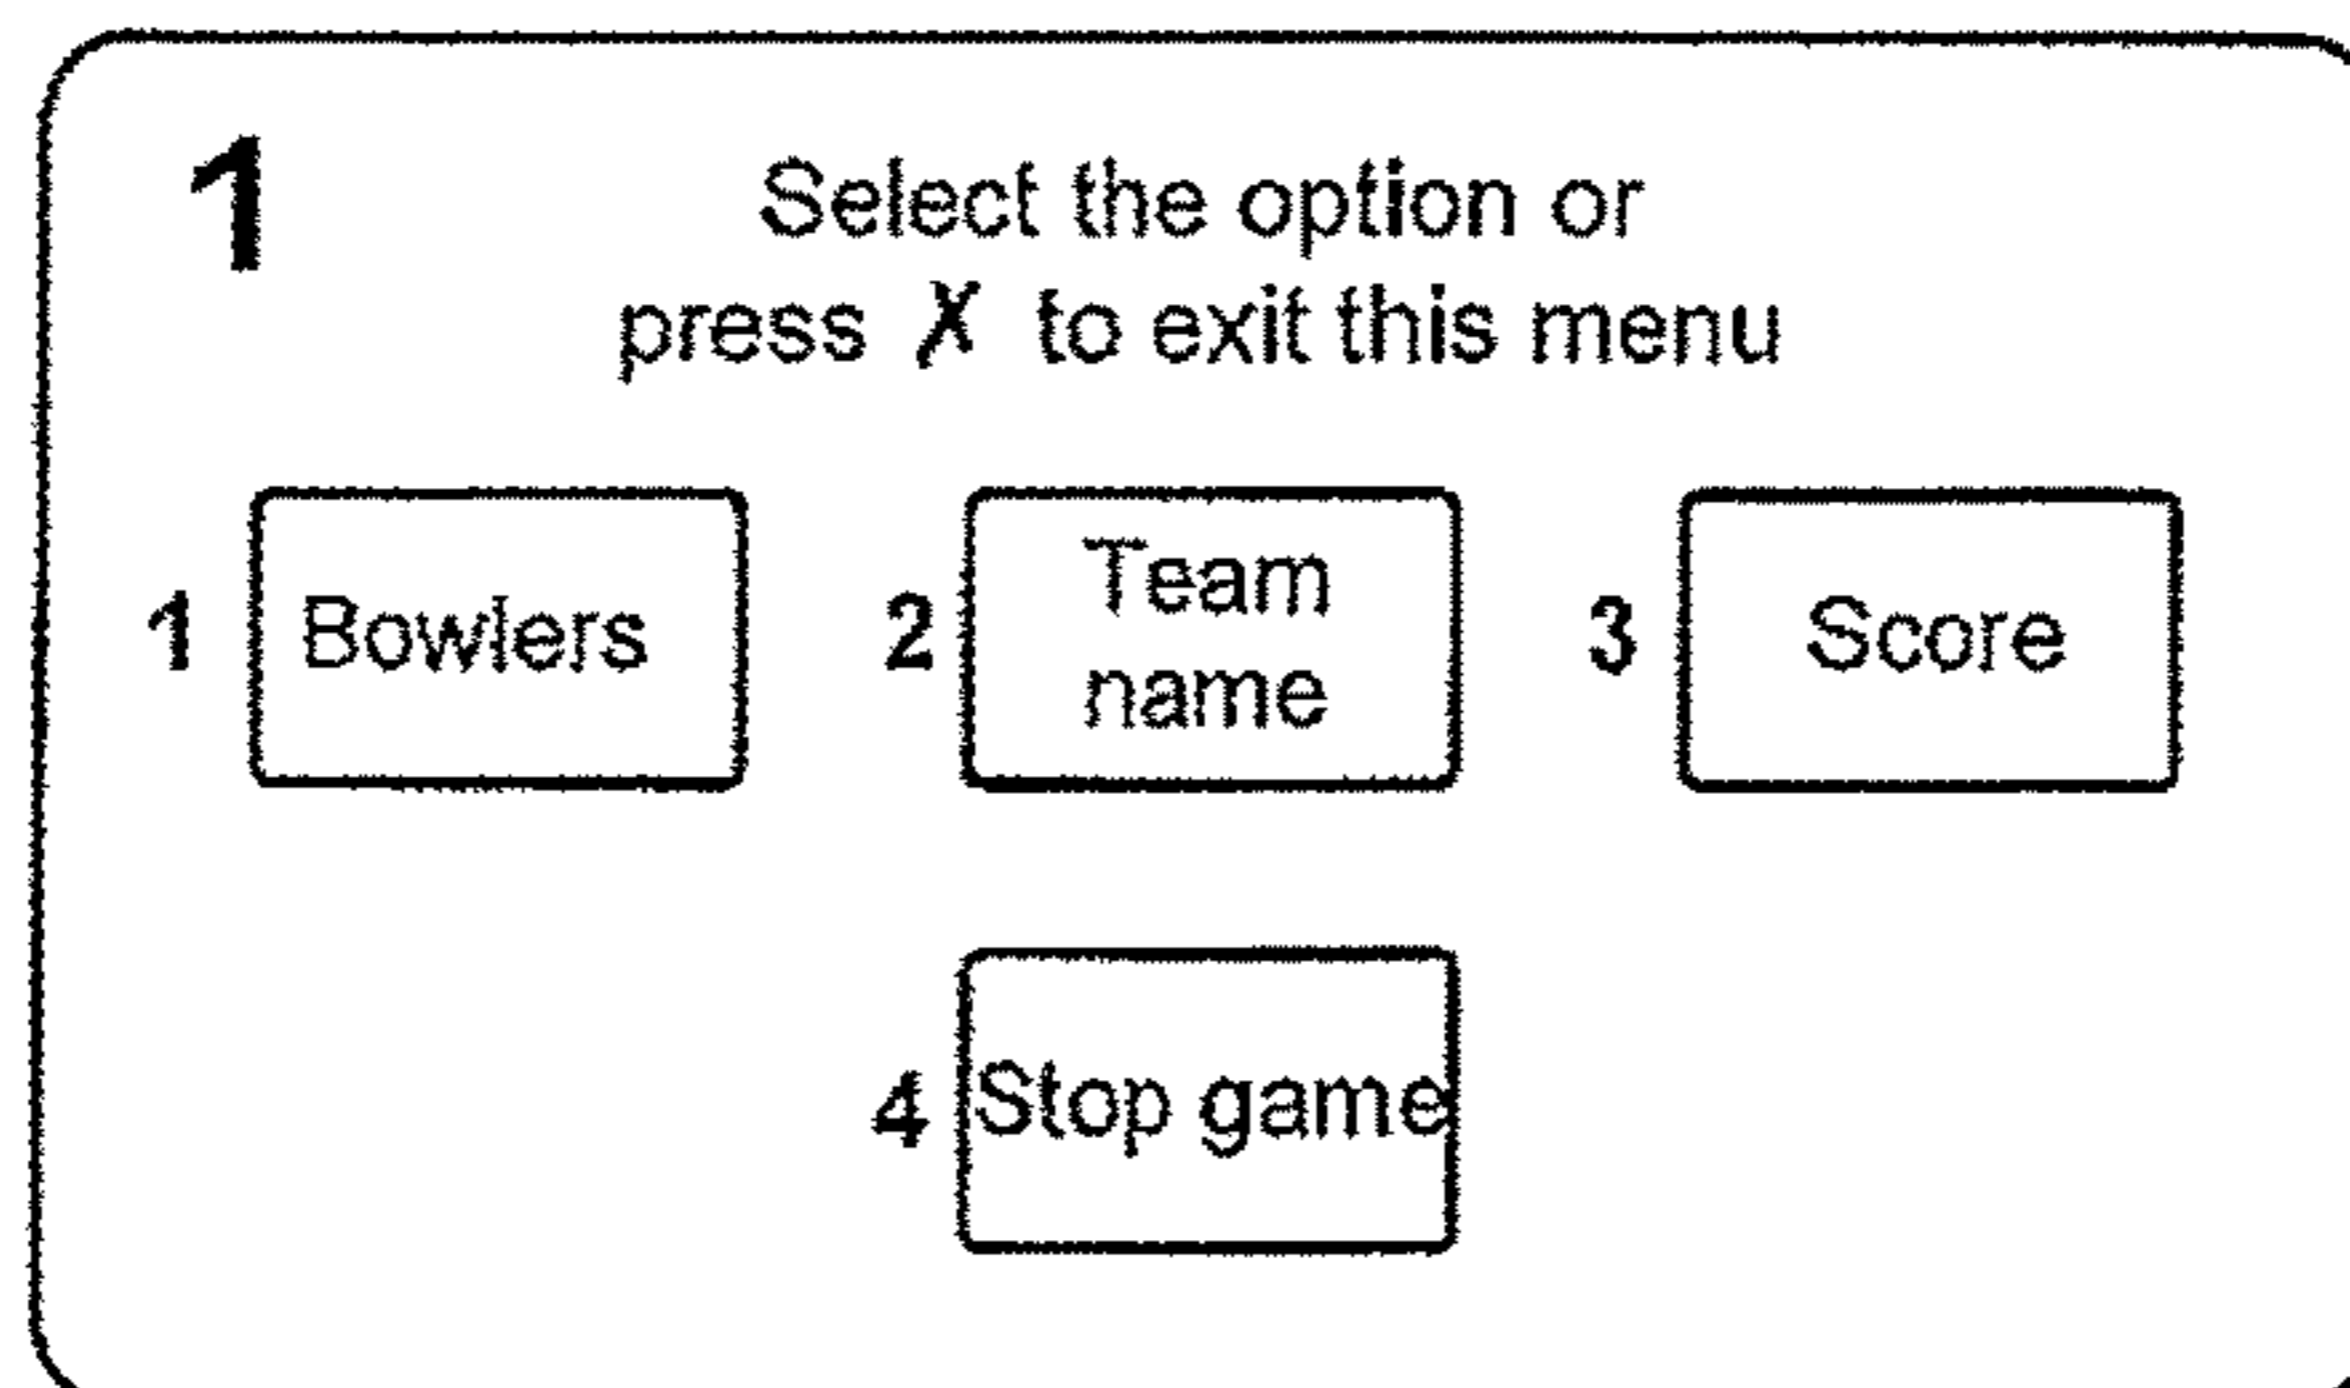 1
Select the option or
press X to exit this menu
1 Bowlers 2 Team name 3 Score
4 Stop game